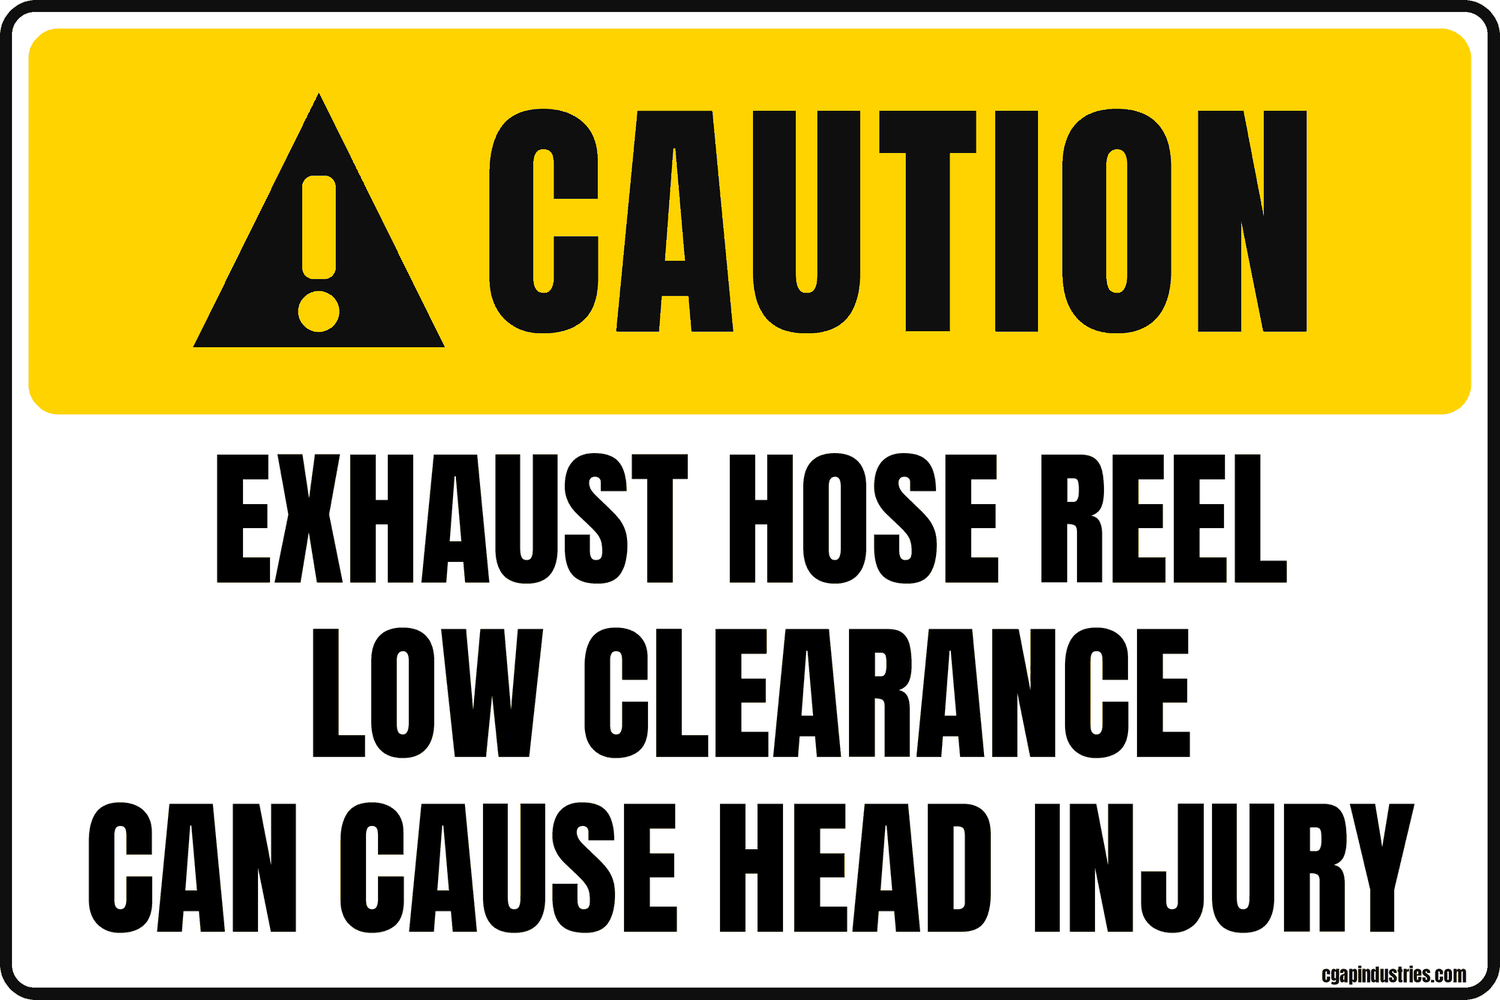 CAUTION
EXHAUST HOSE REEL
LOW CLEARANCE
CAN CAUSE HEAD INJURY
cgapindustries.com